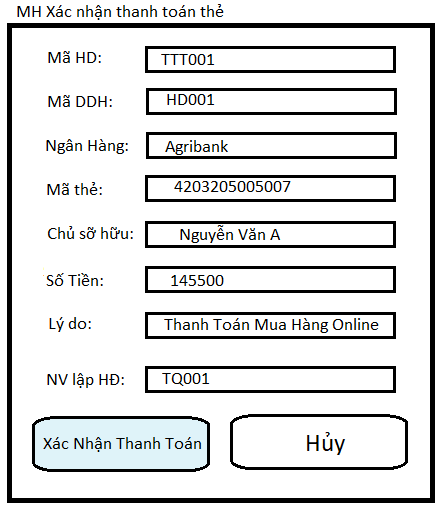 MH Xác nhận thanh toán thẻ
Mã HD: TTT001
Mã DDH: HD001
Ngân Hàng: Agribank
Mã thẻ: 4203205005007
Chủ sỡ hữu: Nguyễn Văn A
Số Tiền: 145500
Lý do: Thanh Toán Mua Hàng Online
NV lập HĐ: TQ001
Xác Nhận Thanh Toán Hủy